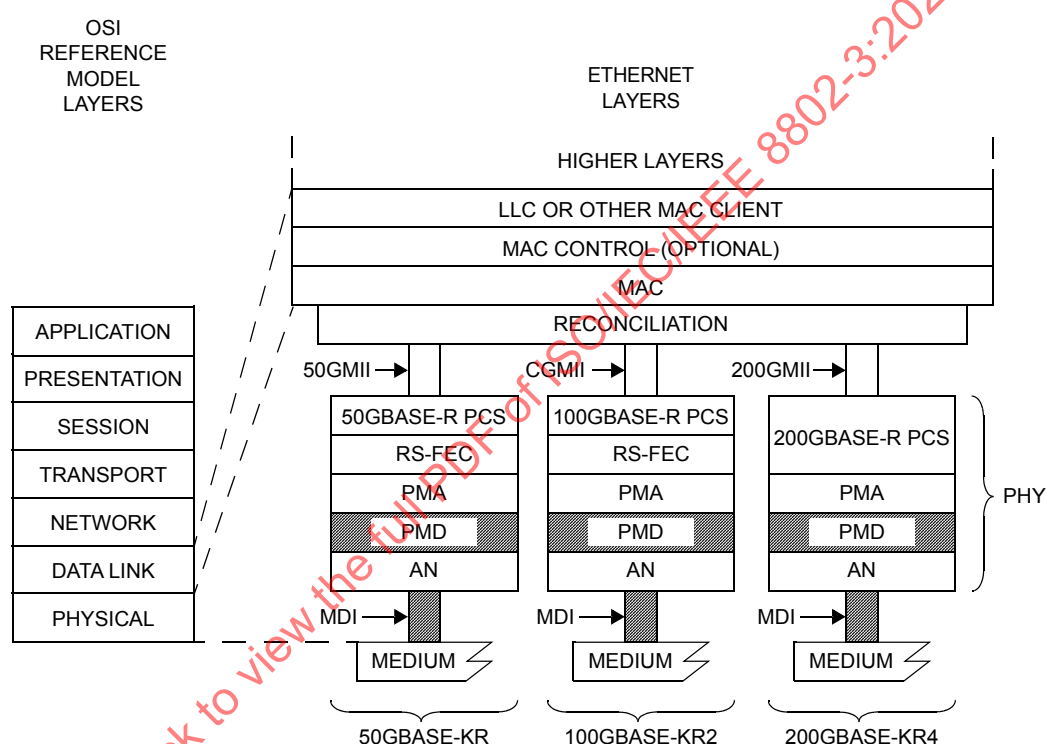 OSI
REFERENCE
MODEL
LAYERS
ETHERNET
LAYERS
HIGHER LAYERS
LLC OR OTHER MAC CLIENT
MAC CONTROL (OPTIONAL)
MAC
RECONCILIATION
APPLICATION
PRESENTATION
SESSION
TRANSPORT
NETWORK
DATA LINK
PHYSICAL
50GMII
CGMII
200GMII
50GBASE-R PCS
RS-FEC
PMA
PMD
AN
100GBASE-R PCS
RS-FEC
PMA
PMD
AN
200GBASE-R PCS
PMA
PMD
AN
PHY
MDI
MDI
MDI
MEDIUM
MEDIUM
MEDIUM
50GBASE-KR
100GBASE-KR2
200GBASE-KR4
to view the full PDF of ISO/IEC/IEEE 8802-3:202